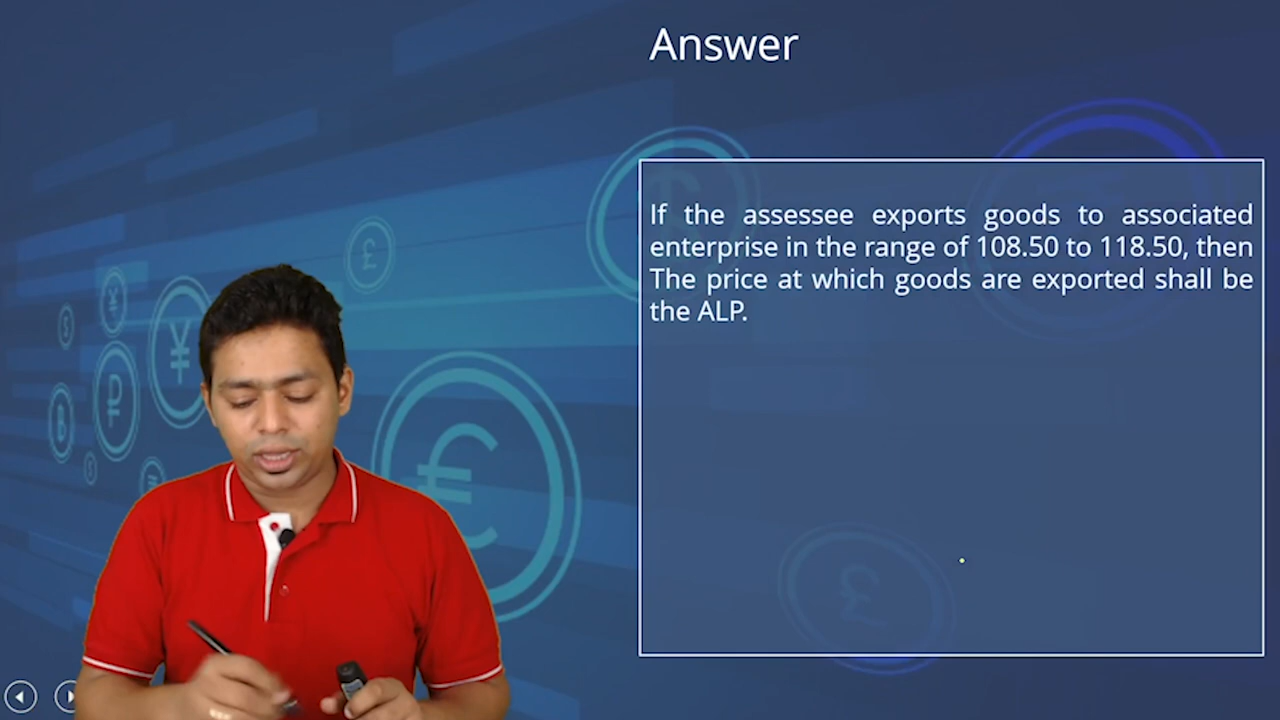 Answer
If the assessee exports goods to associated
enterprise in the range of 108.50 to 118.50, then
The price at which goods are exported shall be
the ALP.